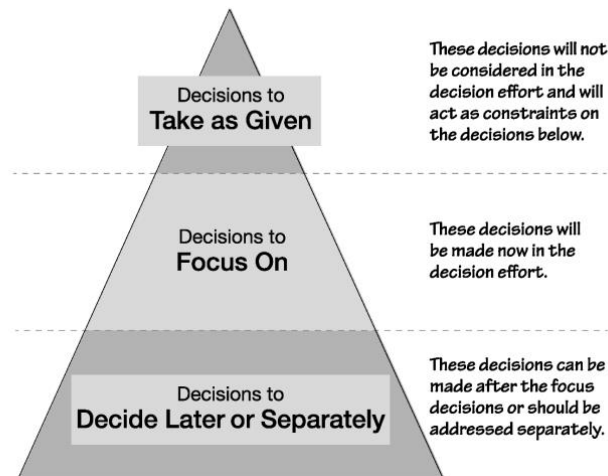 Decisions to
Take as Given
These decisions will not
be considered in the
decision effort and will
act as constraints on
the decisions below.
Decisions to
Focus On
These decisions will
be made now in the
decision effort.
Decisions to
Decide Later or Separately
These decisions can be
made after the focus
decisions or should be
addressed separately.